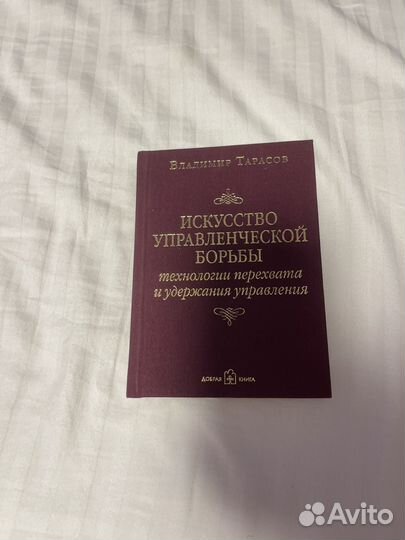 Владимир Тарасов
ИСКУССТВО
УПРАВЛЕНЧЕСКОЙ
БОРЬБЫ
технологии перехвата
и удержания управления
ДОБРАЯ КНИГА
Avito